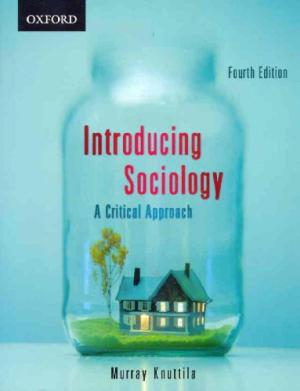 OXFORD
Fourth Edition
Introducing
Sociology
A Critical Approach
Murray Knuttila